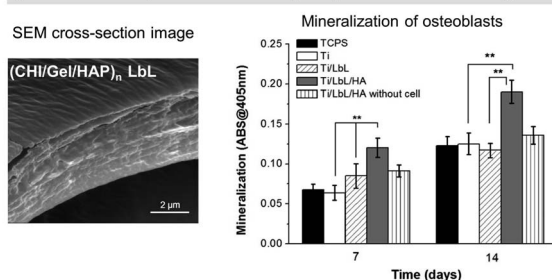 SEM cross-section image
(CHI/Gel/HAP)n LbL
2 μm
Mineralization of osteoblasts
Mineralization (ABS@405nm)
0.25
0.20
0.15
0.10
0.05
0.00
TCPS
Ti
Ti/LbL
Ti/LbL/HA
Ti/LbL/HA without cell
**
**
**
7
14
Time (days)